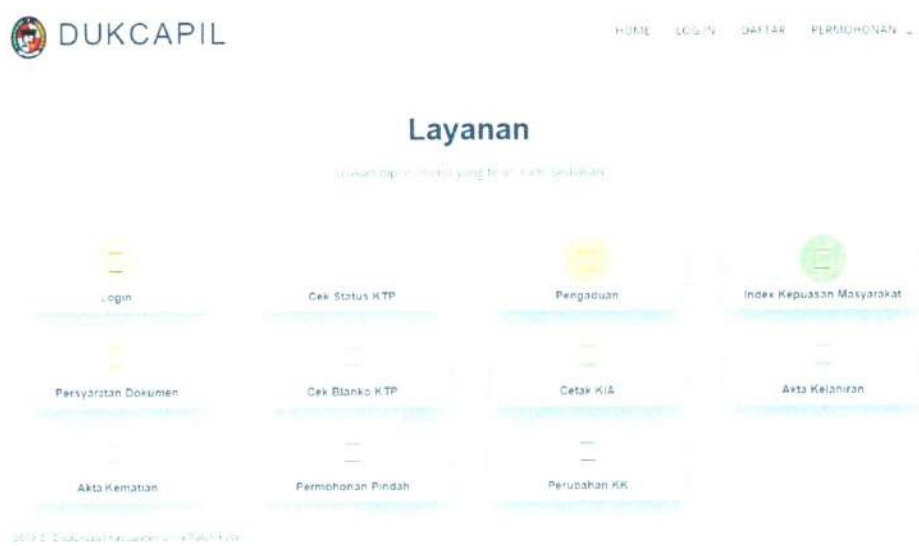 DUKCAPIL
HOME LOGIN DAFTAR PERMOHONAN
Layanan
Login Cek Status KTP Pengaduan Index Kepuasan Masyarakat
Persyaratan Dokumen Cek Blanko KTP Cetak KIA Akta Kelahiran
Akta Kematian Permohonan Pindah Perubahan KK